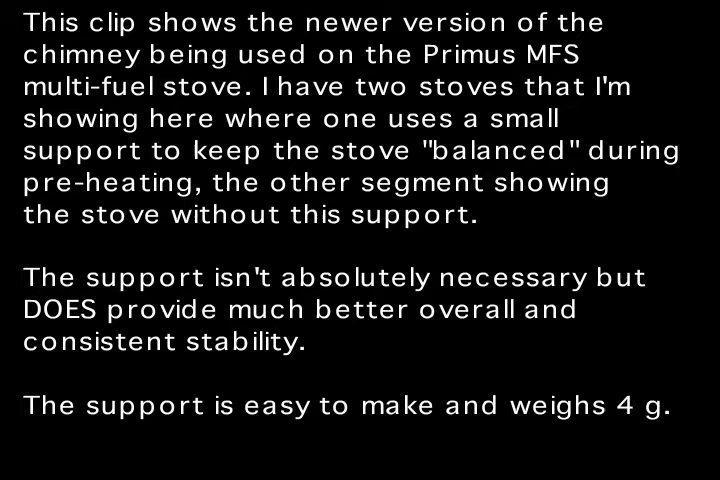 This clip shows the newer version of the
chimney being used on the Primus MFS
multi-fuel stove. I have two stoves that I'm
showing here where one uses a small
support to keep the stove "balanced" during
pre-heating, the other segment showing
the stove without this support.
The support isn't absolutely necessary but
DOES provide much better overall and
consistent stability.
The support is easy to make and weighs 4 g.